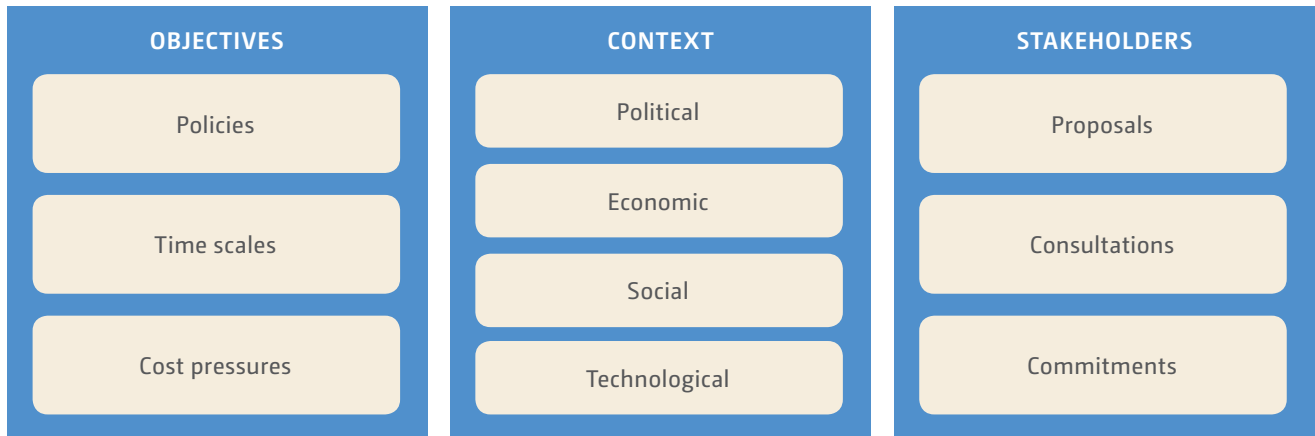 OBJECTIVES
Policies
Time scales
Cost pressures
CONTEXT
Political
Economic
Social
Technological
STAKEHOLDERS
Proposals
Consultations
Commitments